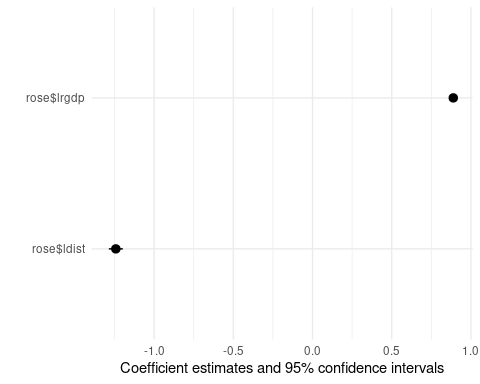 rose$lrgdp
rose$ldist
-1.0 -0.5 0.0 0.5 1.0
Coefficient estimates and 95% confidence intervals